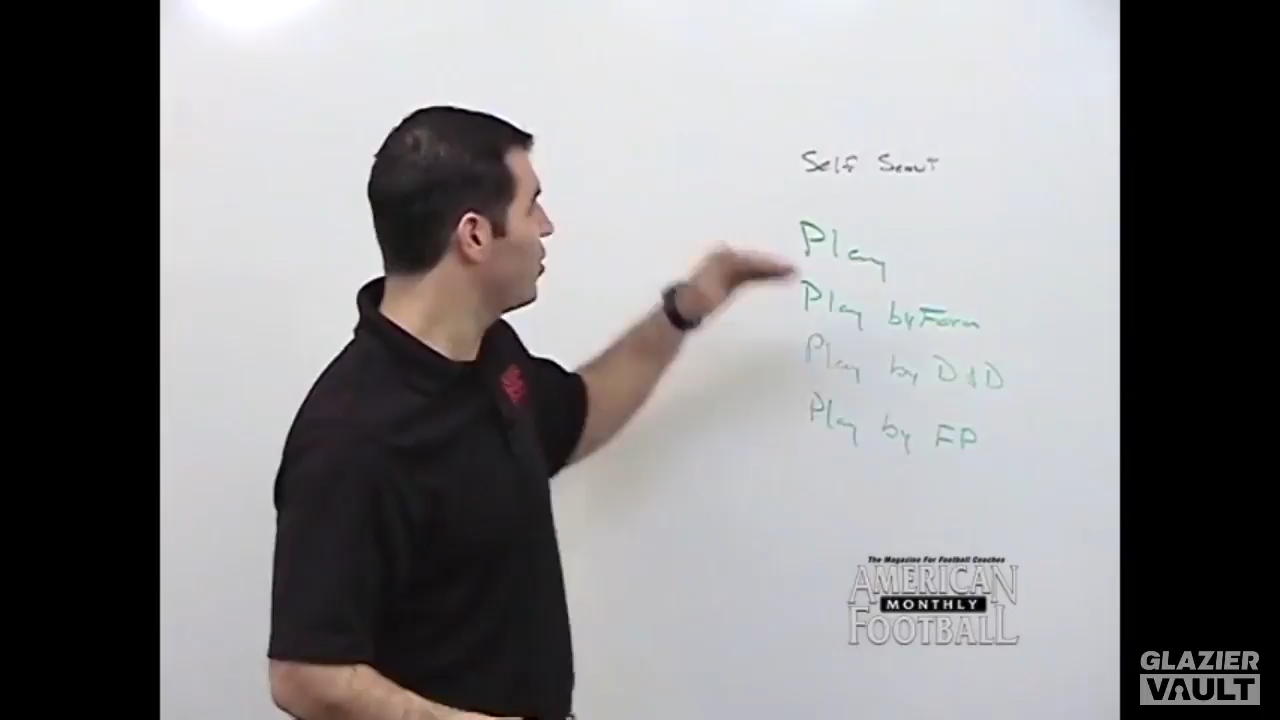 Self Scout
Play
Play by Form
Play by D&D
Play by FP
The Magazine For Football Coaches
AMERICAN
MONTHLY
FOOTBALL
GLAZIER
VAULT